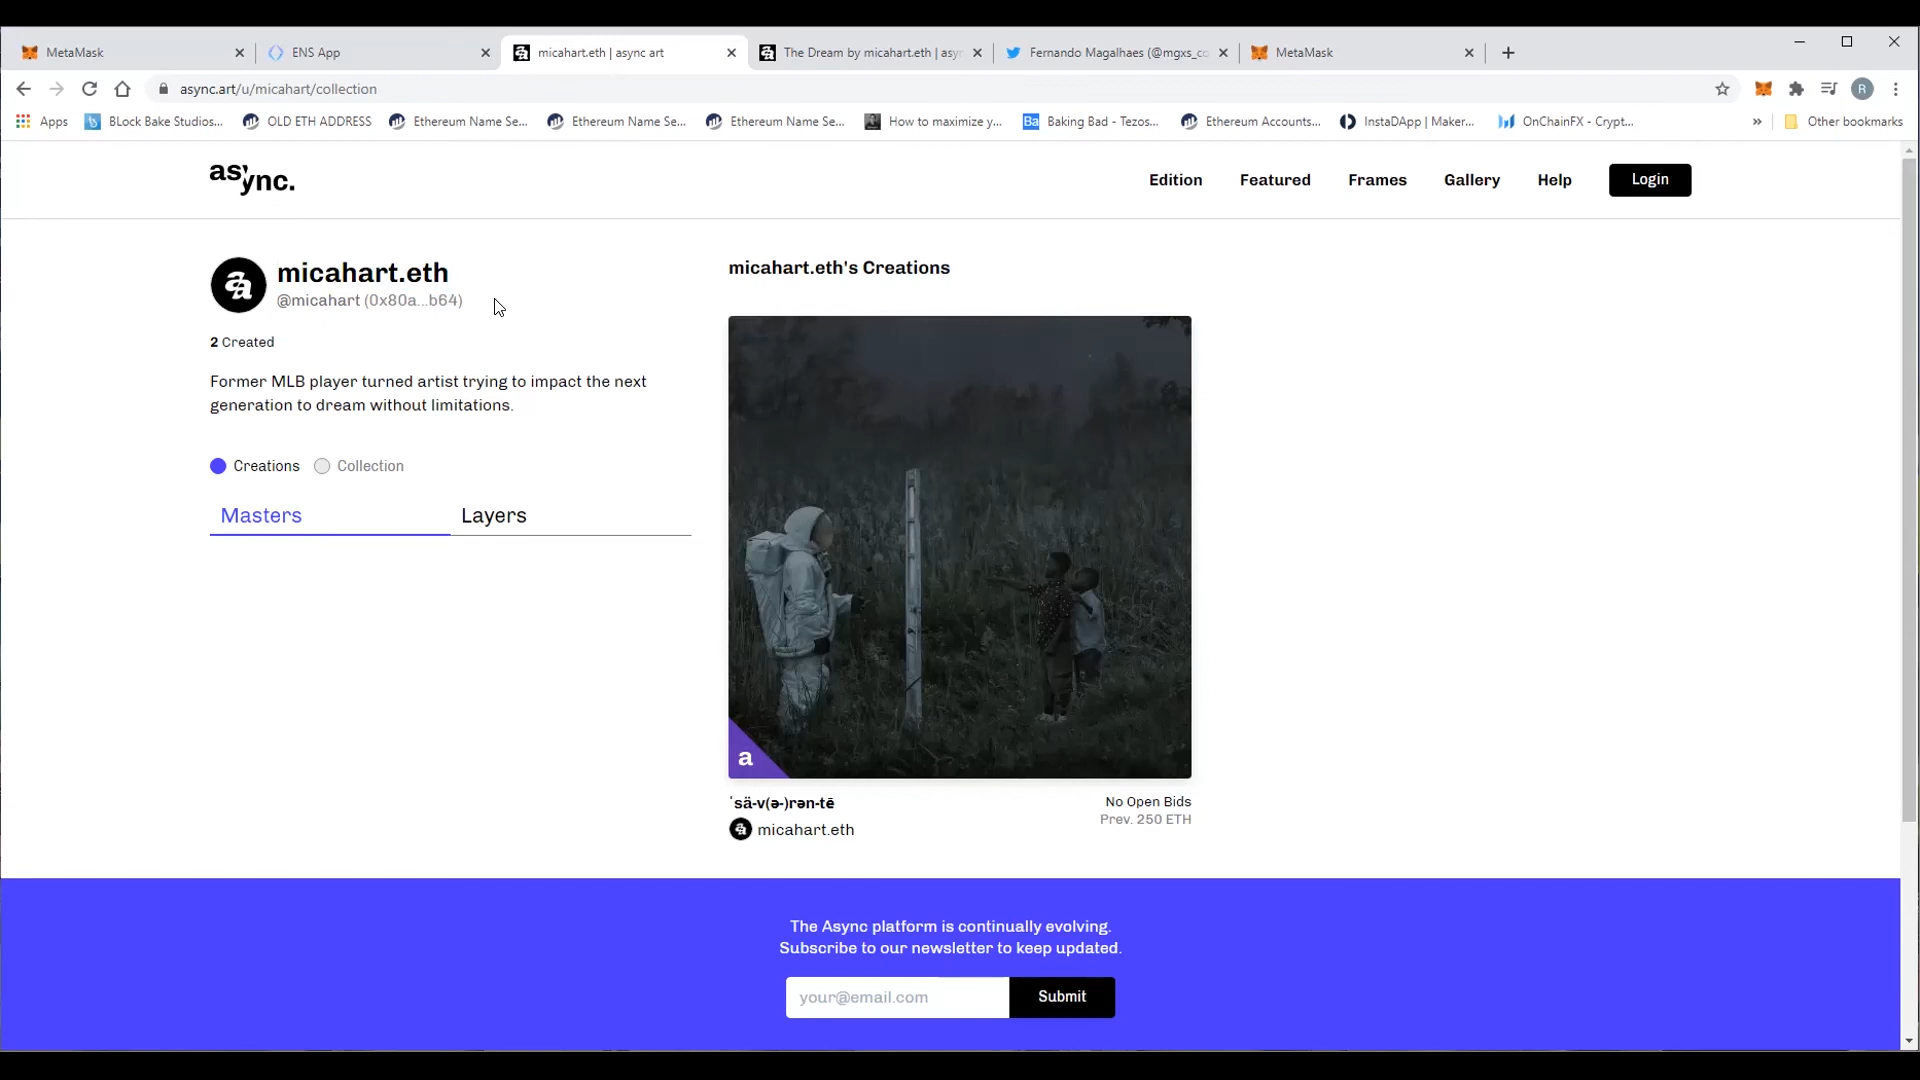 MetaMask
ENS App
micahart.eth | async art
The Dream by micahart.eth | asy
Fernando Magalhaes (@mgxs_co
MetaMask
async.art/u/micahart/collection
R
Apps
BLock Bake Studios...
OLD ETH ADDRESS
Ethereum Name Se...
Ethereum Name Se...
Ethereum Name Se...
How to maximize y...
Ba
Baking Bad - Tezos...
Ethereum Accounts...
InstaDApp | Maker...
OnChainFX - Crypt...
»
Other bookmarks
async.
Edition
Featured
Frames
Gallery
Help
Login
micahart.eth
@micahart (0x80a...b64)
2 Created
Former MLB player turned artist trying to impact the next
generation to dream without limitations.
Creations
Collection
Masters
Layers
micahart.eth's Creations
a
ˈsä-v(ə-)rən-tē
No Open Bids
Prev. 250 ETH
micahart.eth
The Async platform is continually evolving.
Subscribe to our newsletter to keep updated.
your@email.com
Submit